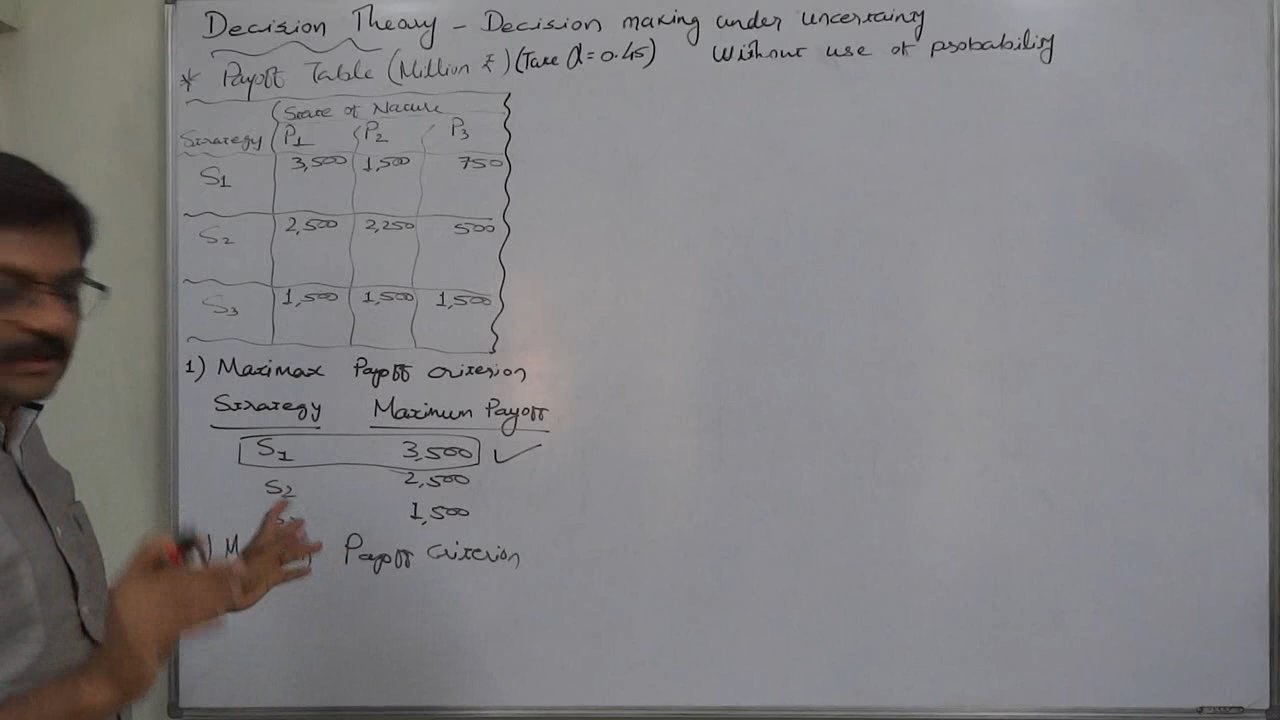 Decision Theory - Decision making under uncertainty
Without use of probability
* Payoff Table (Million ₹) (Take α = 0.45)
State of Nature
Strategy P1 P2 P3
S1 3,500 1,500 750
S2 2,500 2,250 500
S3 1,500 1,500 1,500
1) Maximax Payoff criterion
Strategy Maximum Payoff
S1 3,500 ✓
S2 2,500
1,500
Payoff Criterion